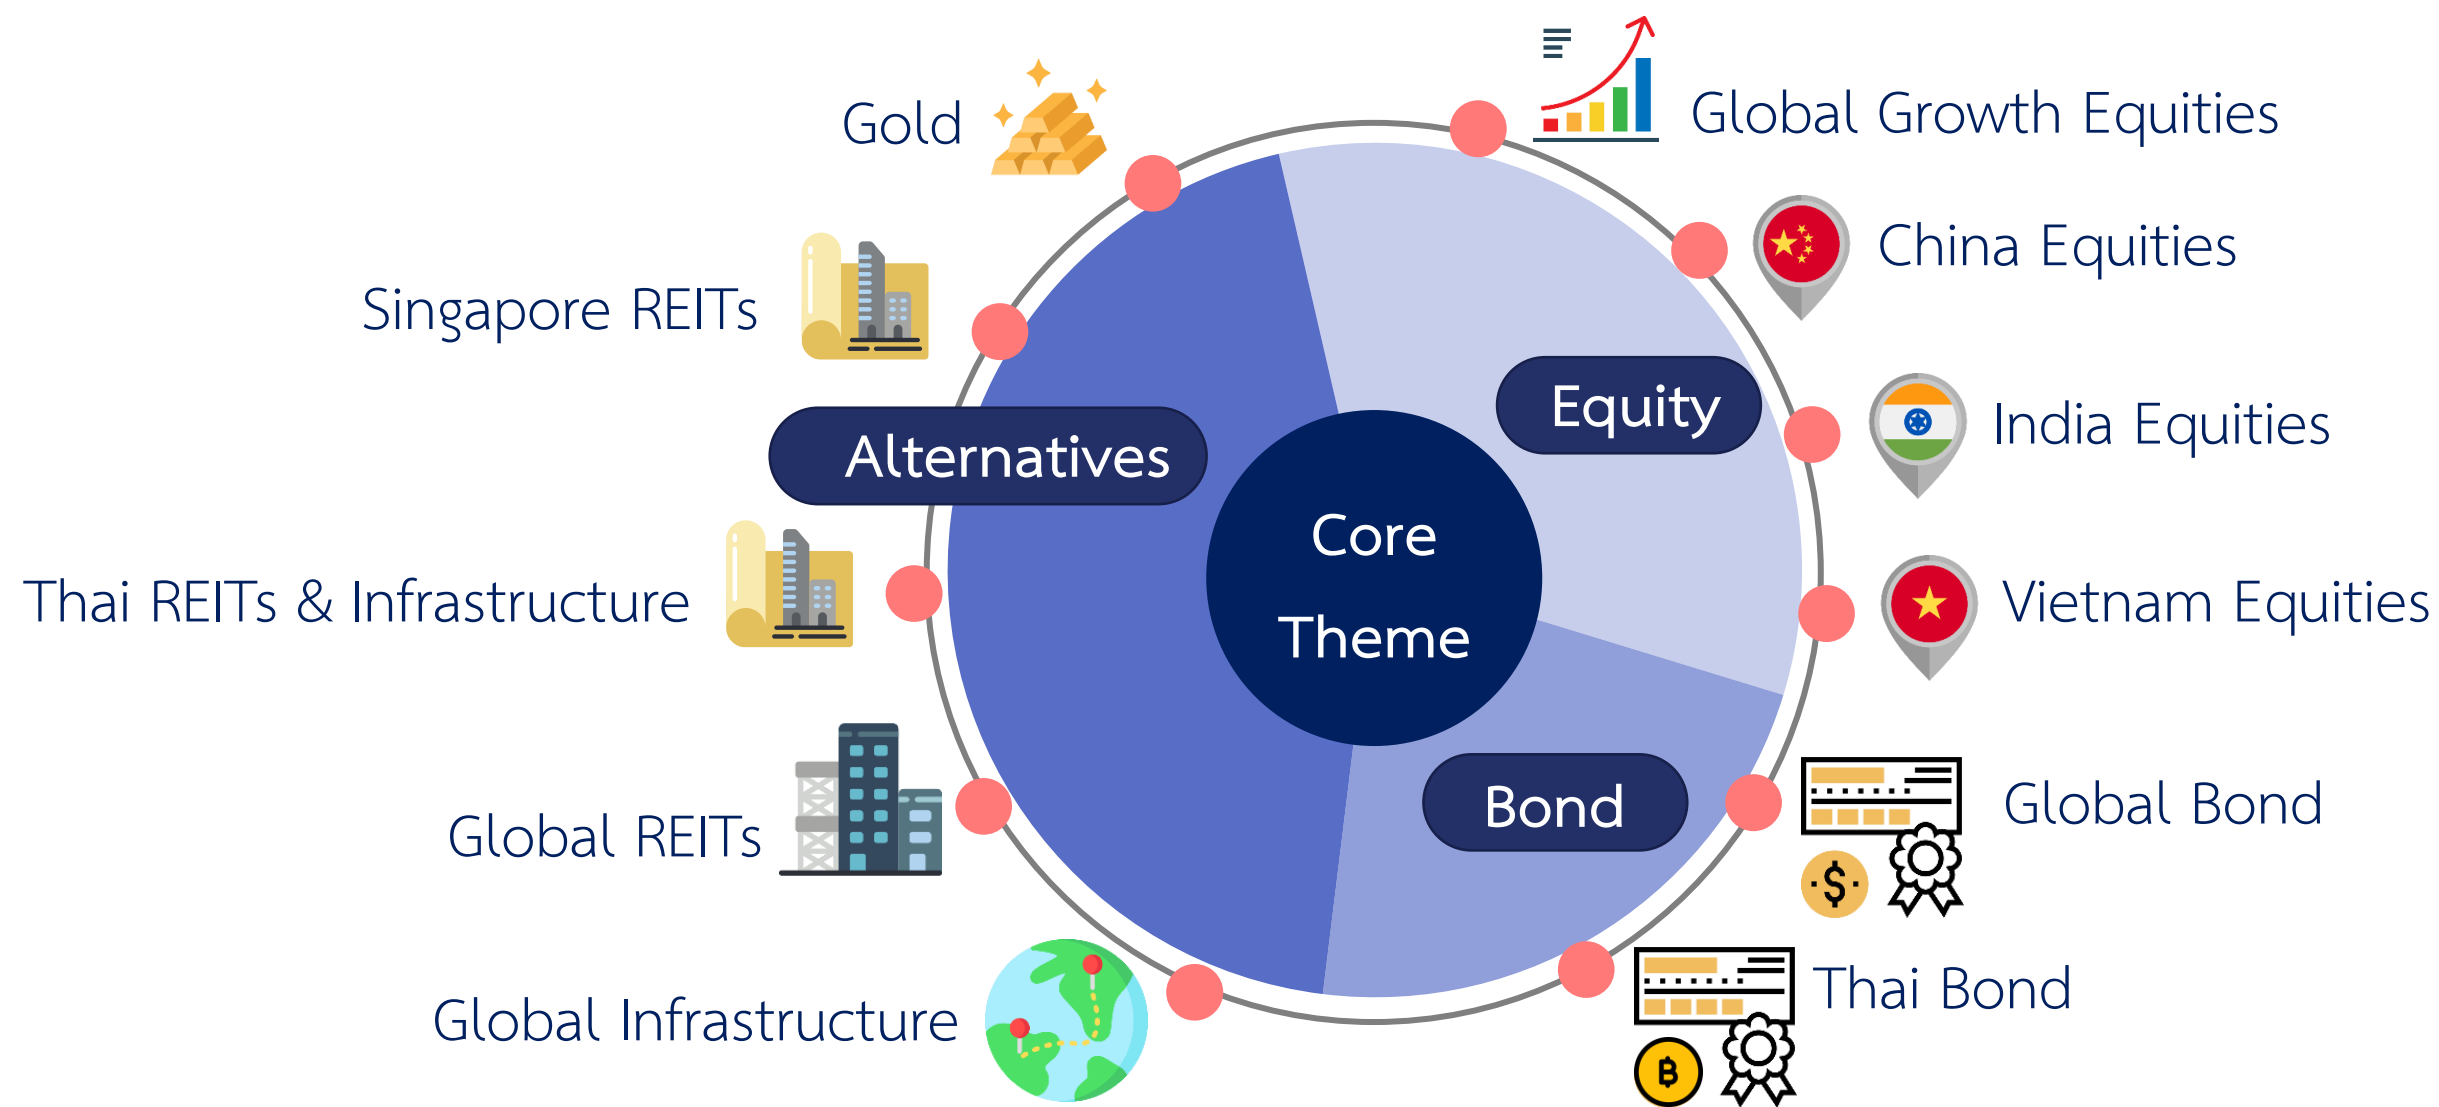 Gold
Global Growth Equities
China Equities
Singapore REITs
Equity
India Equities
Alternatives
Core
Theme
Thai REITs & Infrastructure
Vietnam Equities
Bond
Global Bond
Global REITs
$
Thai Bond
Global Infrastructure
B